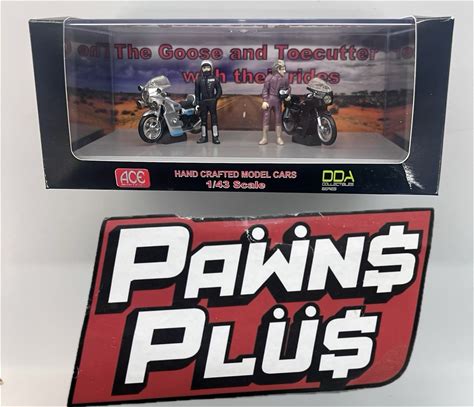 The Goose and Toecutter
with their rides
ACE
HAND CRAFTED MODEL CARS
1/43 Scale
DDA
COLLECTIBLES
SERIES
PAWN$
PLU$